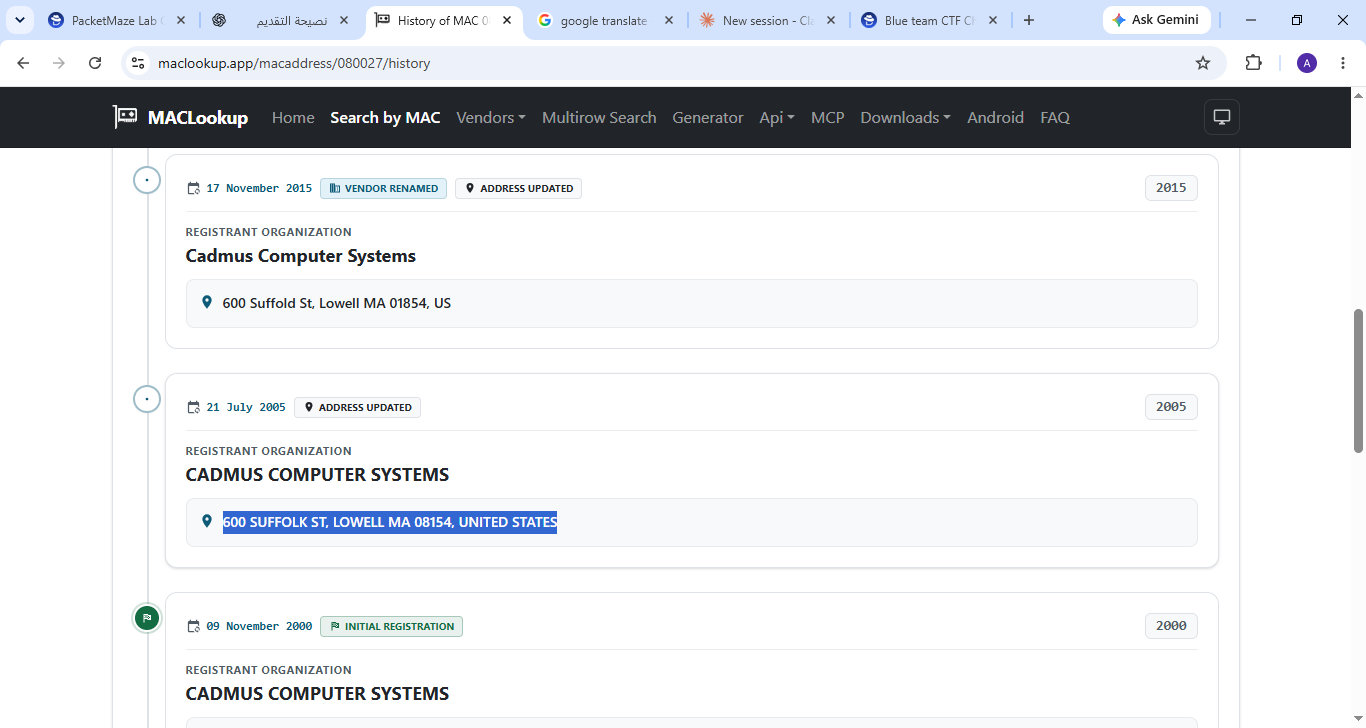 PacketMaze Lab
نصيحة التقديم
History of MAC 0
google translate
New session - Cla
Blue team CTF Ch
Ask Gemini
maclookup.app/macaddress/080027/history
A
MACLookup
Home
Search by MAC
Vendors
Multirow Search
Generator
Api
MCP
Downloads
Android
FAQ
17 November 2015 VENDOR RENAMED ADDRESS UPDATED 2015
REGISTRANT ORGANIZATION
Cadmus Computer Systems
600 Suffold St, Lowell MA 01854, US
21 July 2005 ADDRESS UPDATED 2005
REGISTRANT ORGANIZATION
CADMUS COMPUTER SYSTEMS
600 SUFFOLK ST, LOWELL MA 08154, UNITED STATES
09 November 2000 INITIAL REGISTRATION 2000
REGISTRANT ORGANIZATION
CADMUS COMPUTER SYSTEMS